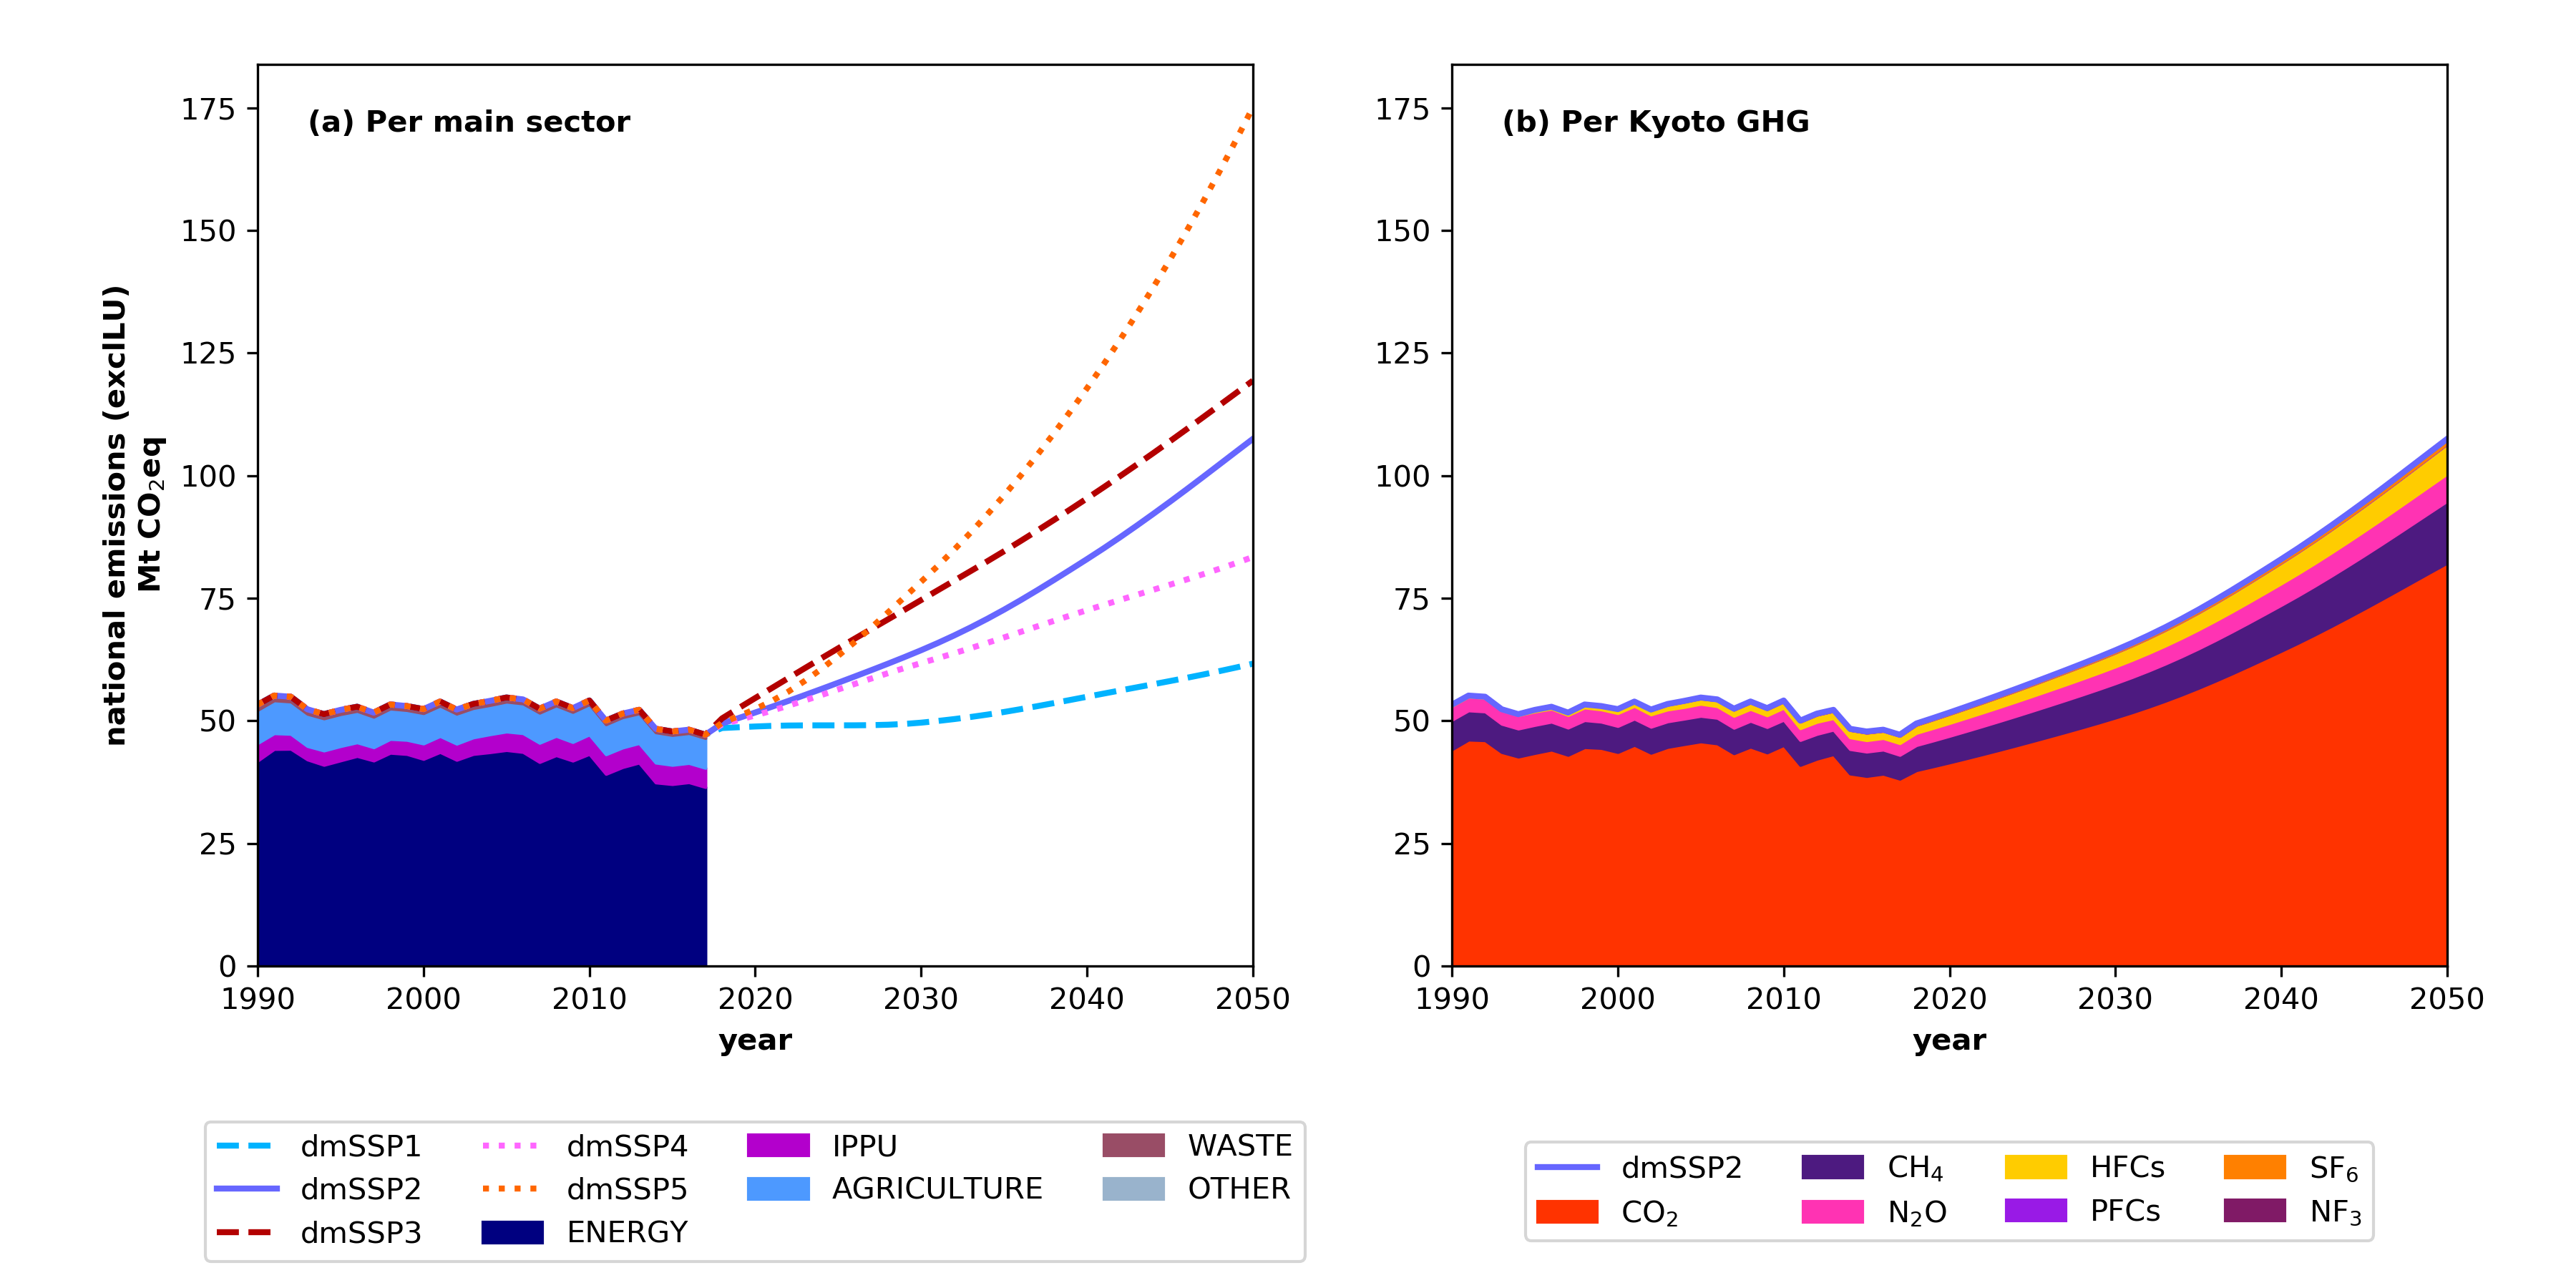 (a) Per main sector
national emissions (exclLU)
Mt CO₂eq
175
150
125
100
75
50
25
0
1990 2000 2010 2020 2030 2040 2050
year
dmSSP1 dmSSP4 IPPU WASTE
dmSSP2 dmSSP5 AGRICULTURE OTHER
dmSSP3 ENERGY
(b) Per Kyoto GHG
175
150
125
100
75
50
25
0
1990 2000 2010 2020 2030 2040 2050
year
dmSSP2 CH₄ HFCs SF₆
CO₂ N₂O PFCs NF₃